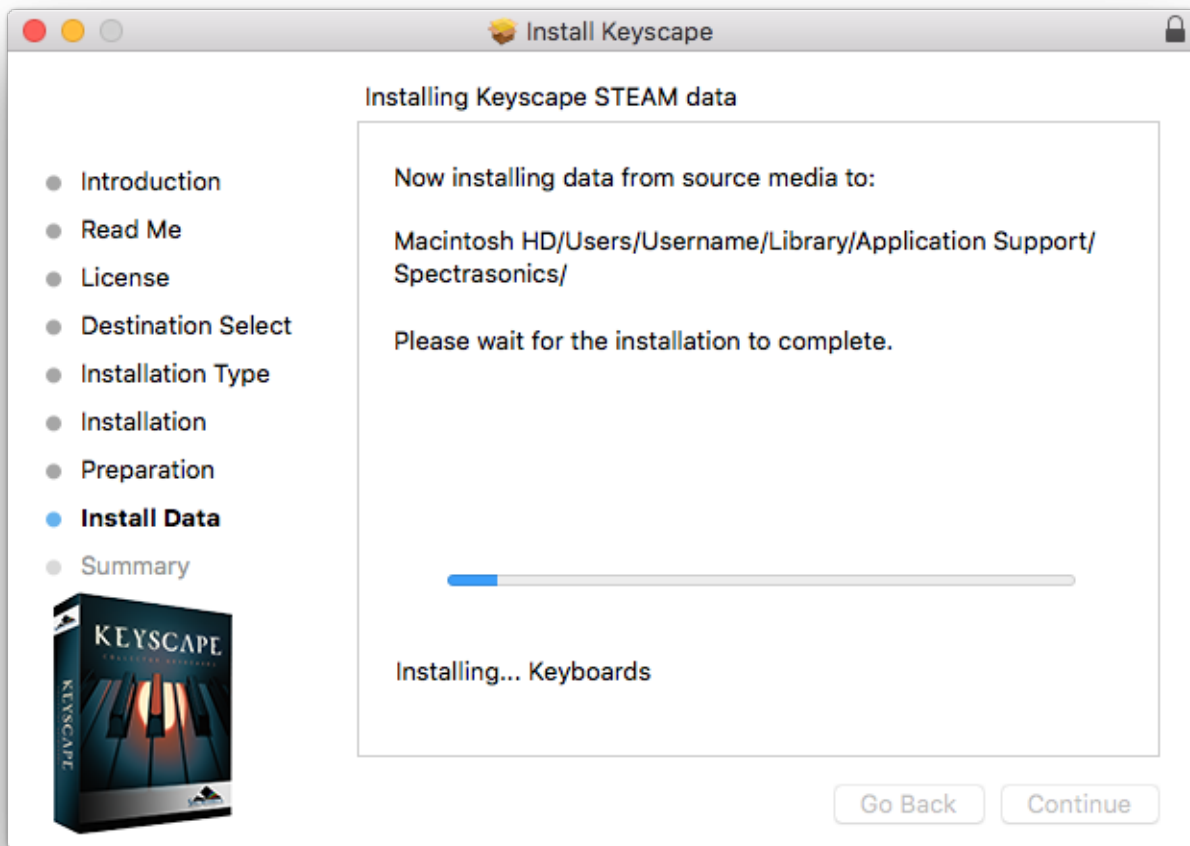 Install Keyscape
Installing Keyscape STEAM data
Introduction
Read Me
License
Destination Select
Installation Type
Installation
Preparation
Install Data
Summary
Now installing data from source media to:
Macintosh HD/Users/Username/Library/Application Support/
Spectrasonics/
Please wait for the installation to complete.
Installing... Keyboards
KEYSCAPE
COLLECTOR KEYBOARDS
KEYSCAPE
Go Back
Continue